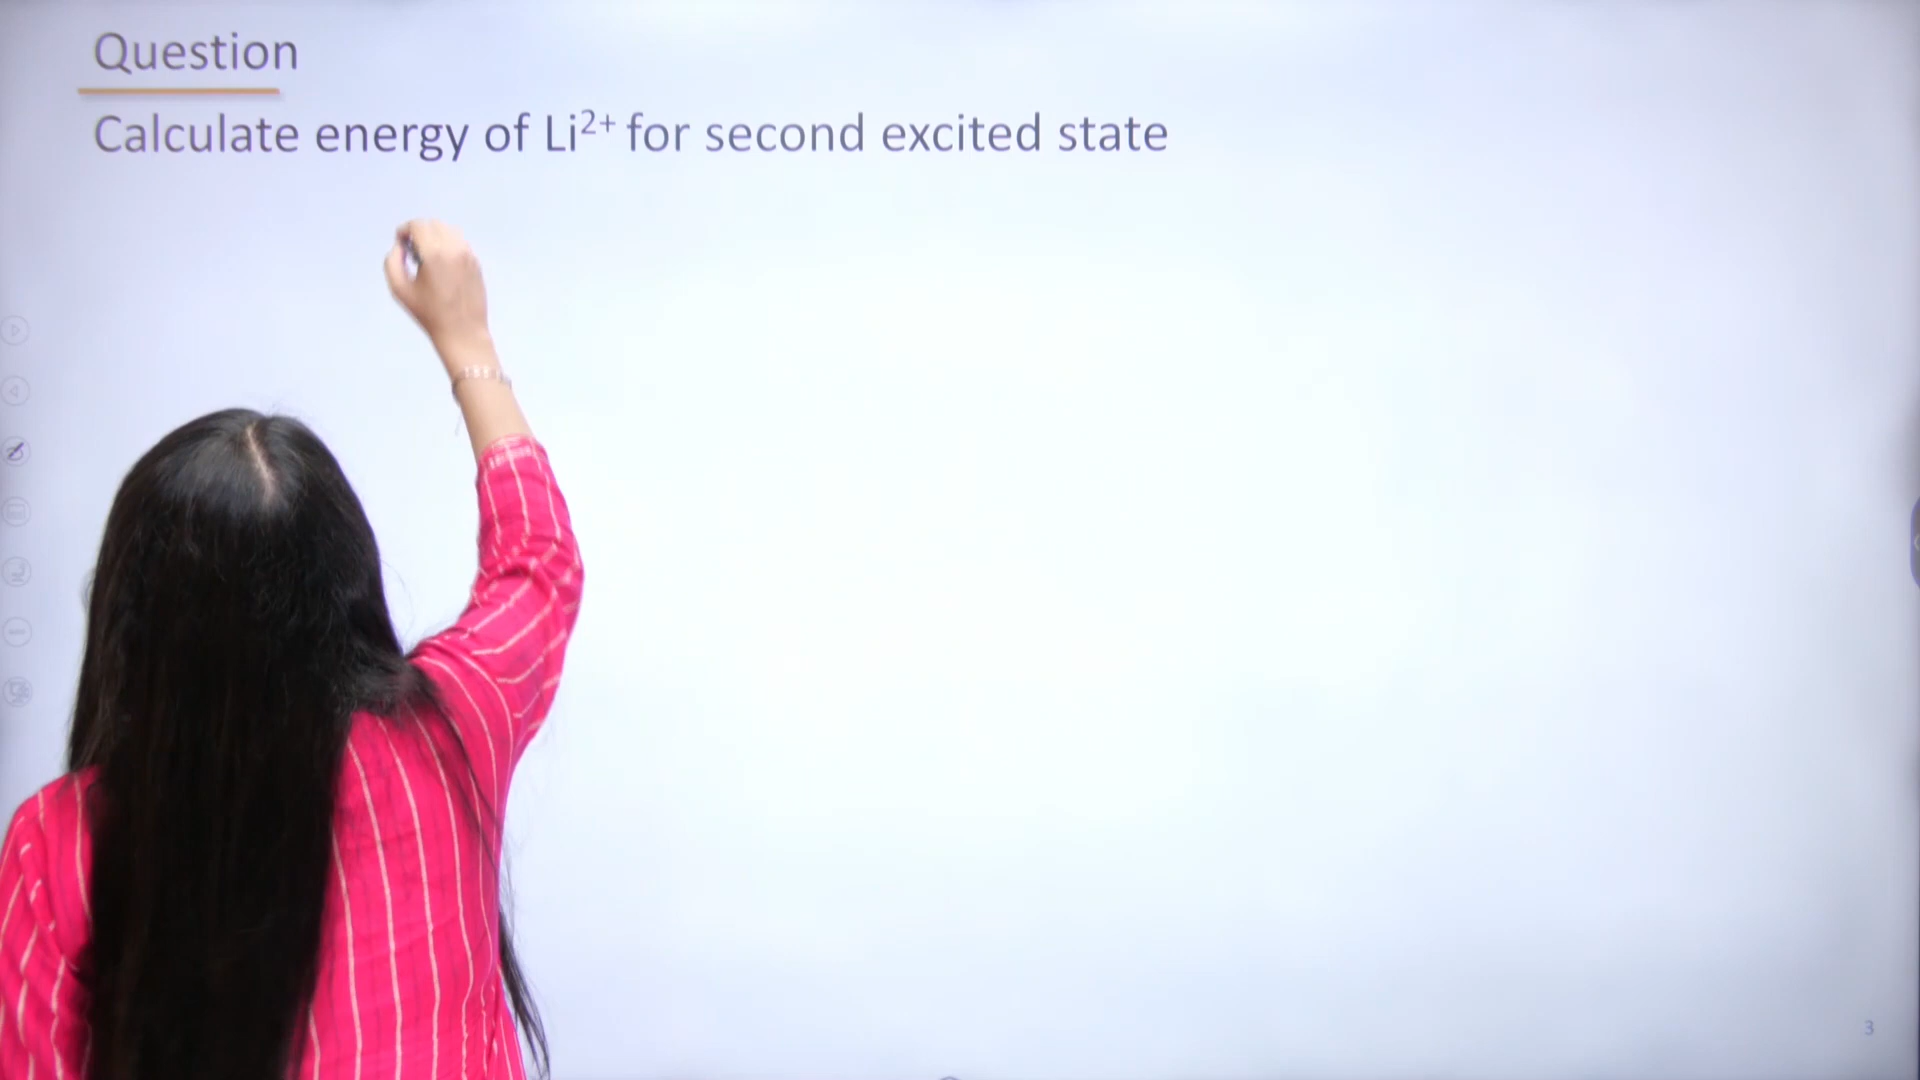 Question
Calculate energy of Li²⁺ for second excited state
3